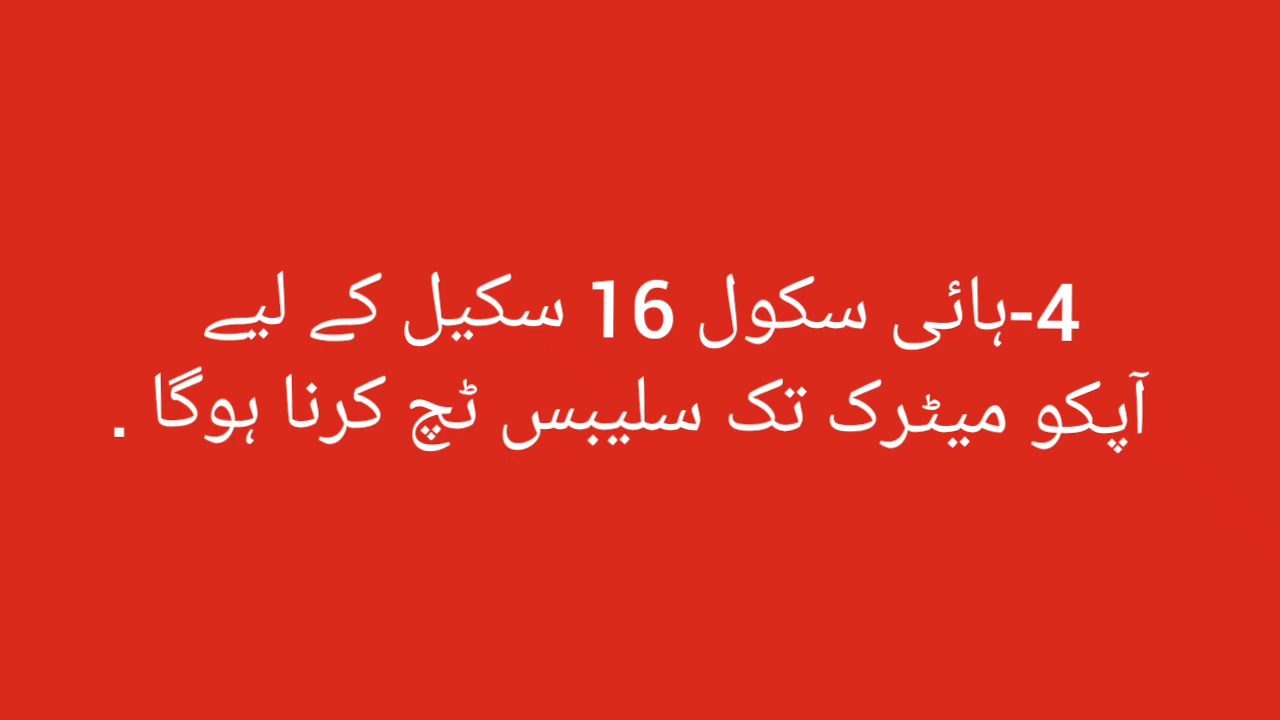 4-ہائی سکول 16 سکیل کے لیے
آپکو میٹرک تک سلیبس ٹچ کرنا ہوگا .